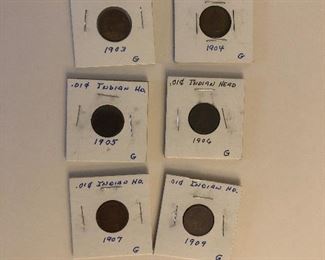 1903
G
1904
G
.01¢ INDIAN HD.
1905
G
.01¢ INDIAN HEAD
1906
G
.01¢ INDIAN HD.
1907
G
.01¢ INDIAN HD.
1909
G